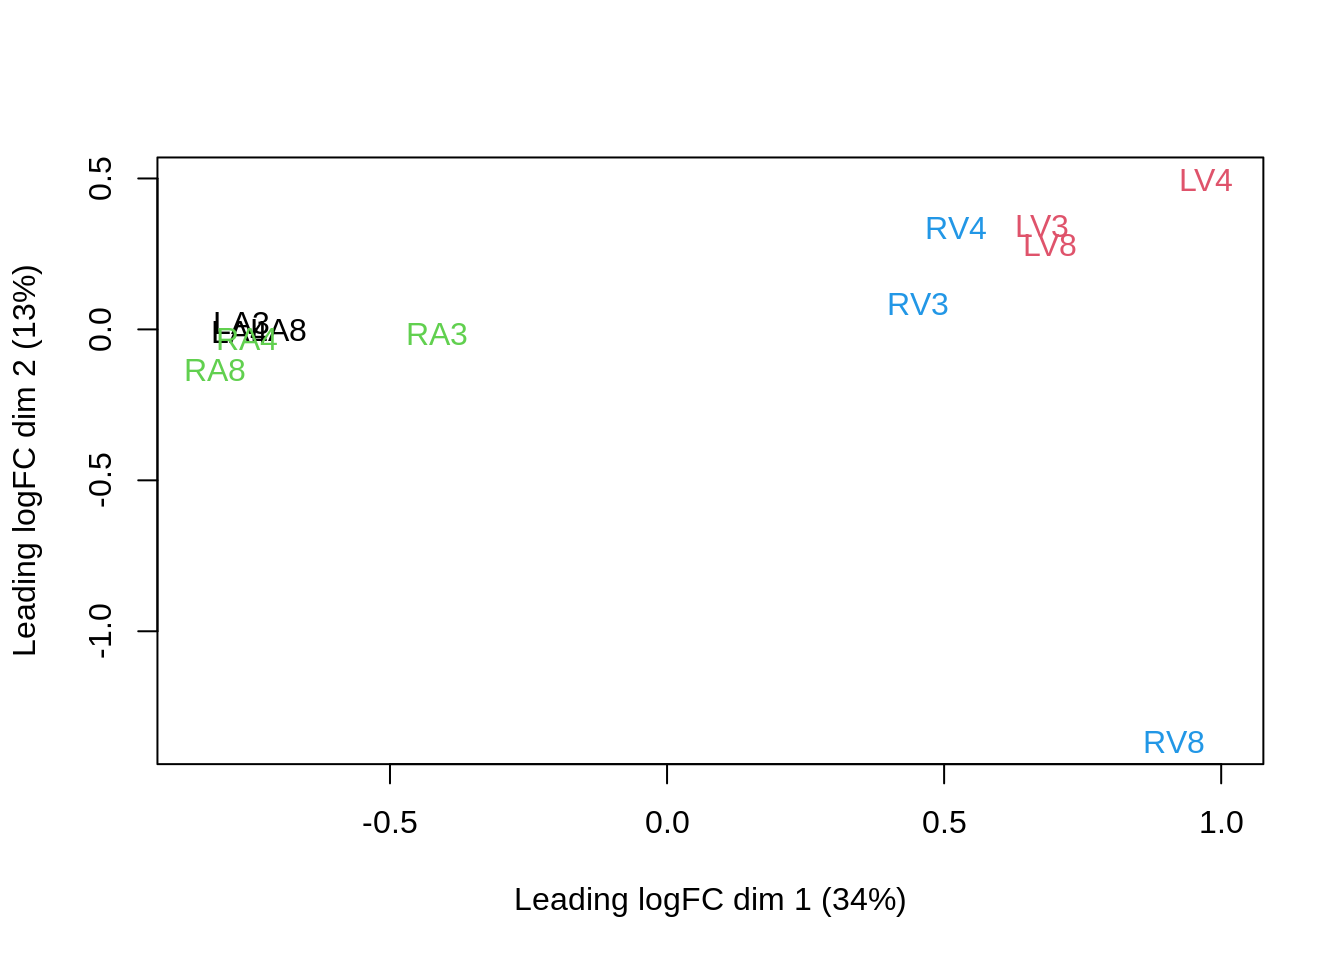 Leading logFC dim 2 (13%)
0.5
0.0
-0.5
-1.0
LV4
RV4
LV3
LV8
RV3
LA3
LA4
LA8
RA4
RA3
RA8
RV8
-0.5
0.0
0.5
1.0
Leading logFC dim 1 (34%)